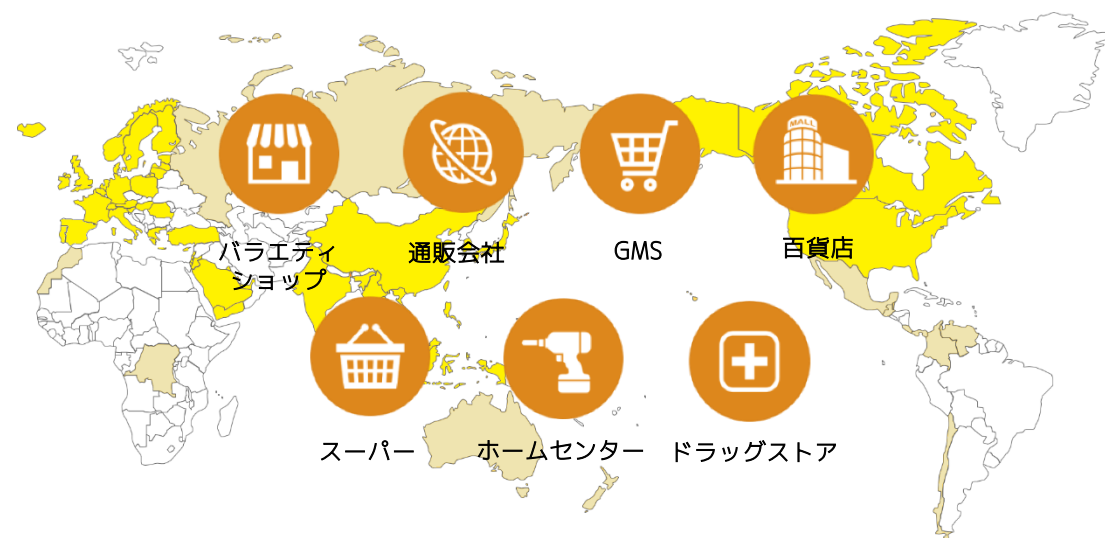 MALL
バラエティ
ショップ
通販会社
GMS
百貨店
スーパー
ホームセンター
ドラッグストア